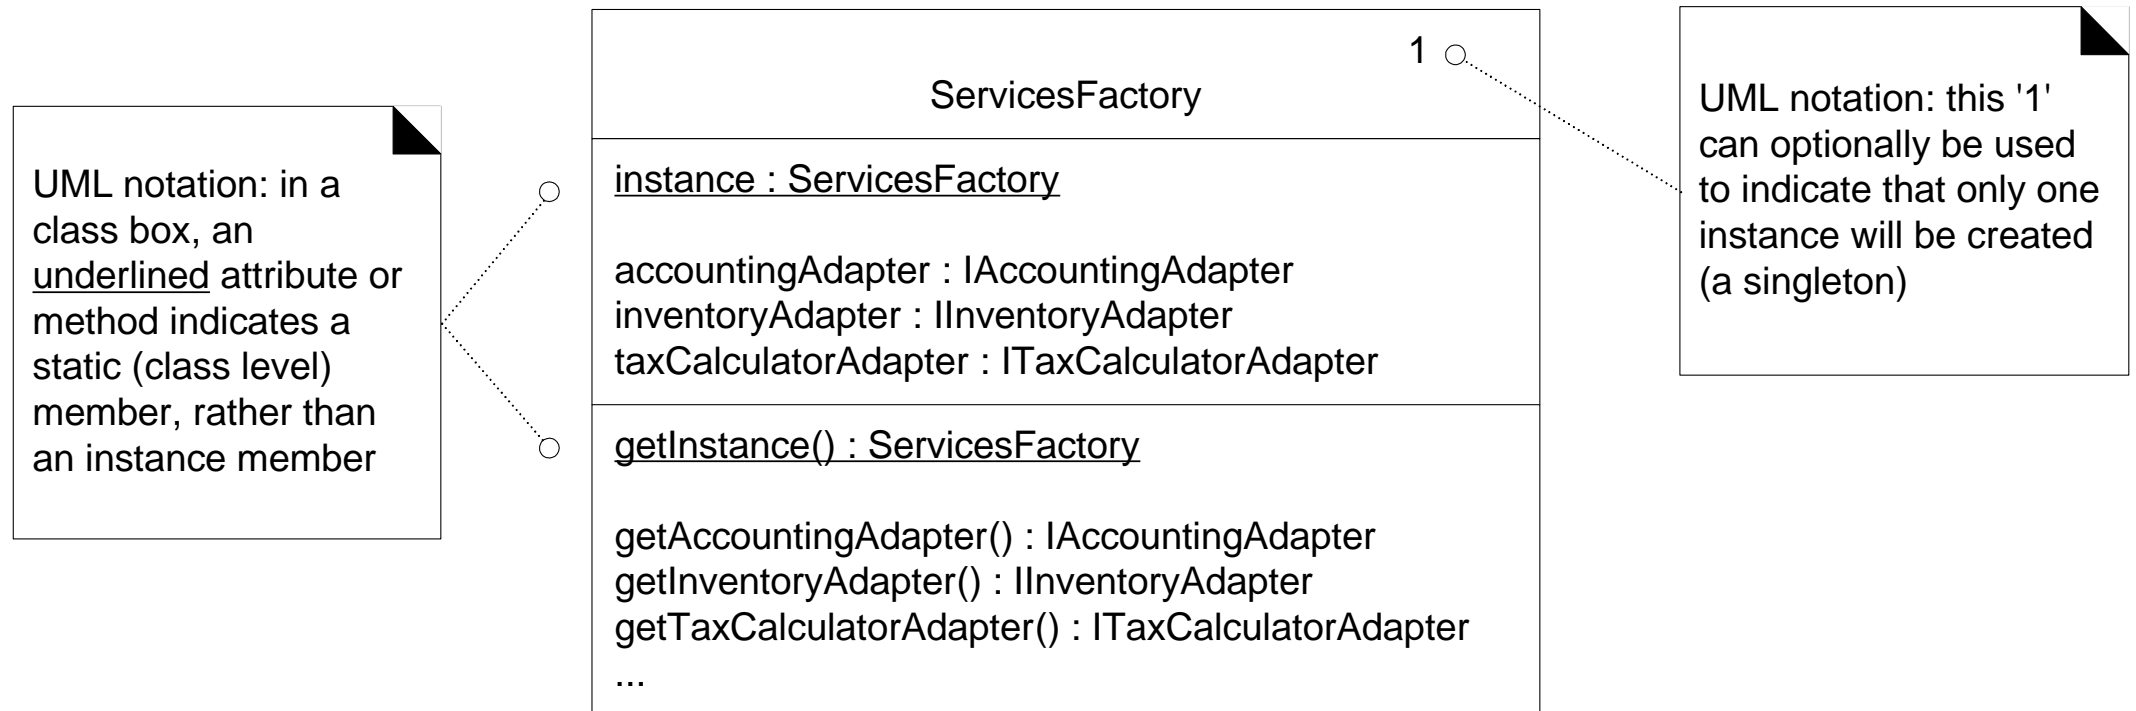 UML notation: in a
class box, an
underlined attribute or
method indicates a
static (class level)
member, rather than
an instance member
1
ServicesFactory
instance : ServicesFactory
accountingAdapter : IAccountingAdapter
inventoryAdapter : IInventoryAdapter
taxCalculatorAdapter : ITaxCalculatorAdapter
getInstance() : ServicesFactory
getAccountingAdapter() : IAccountingAdapter
getInventoryAdapter() : IInventoryAdapter
getTaxCalculatorAdapter() : ITaxCalculatorAdapter
...
UML notation: this '1'
can optionally be used
to indicate that only one
instance will be created
(a singleton)